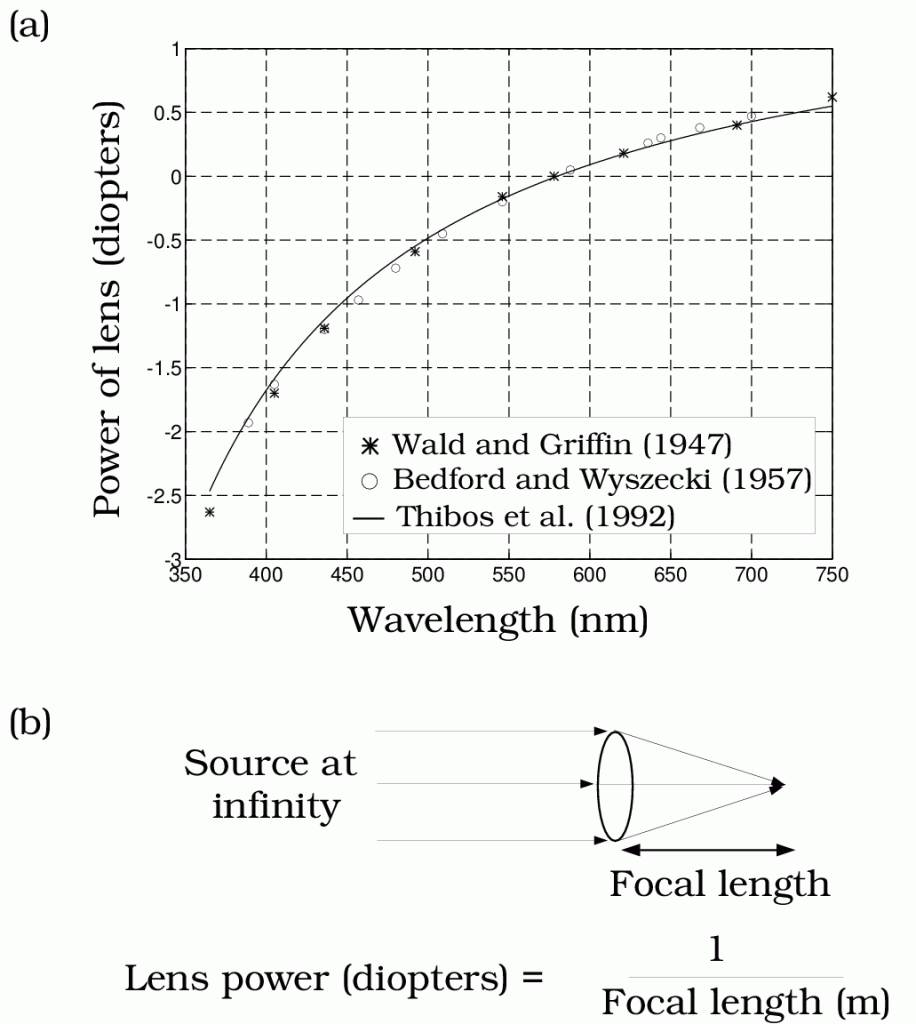 (a)
Power of lens (diopters)
1
0.5
0
-0.5
-1
-1.5
-2
-2.5
-3
350 400 450 500 550 600 650 700 750
Wald and Griffin (1947)
Bedford and Wyszecki (1957)
Thibos et al. (1992)
Wavelength (nm)
(b)
Source at
infinity
Focal length
Lens power (diopters) =
1
Focal length (m)